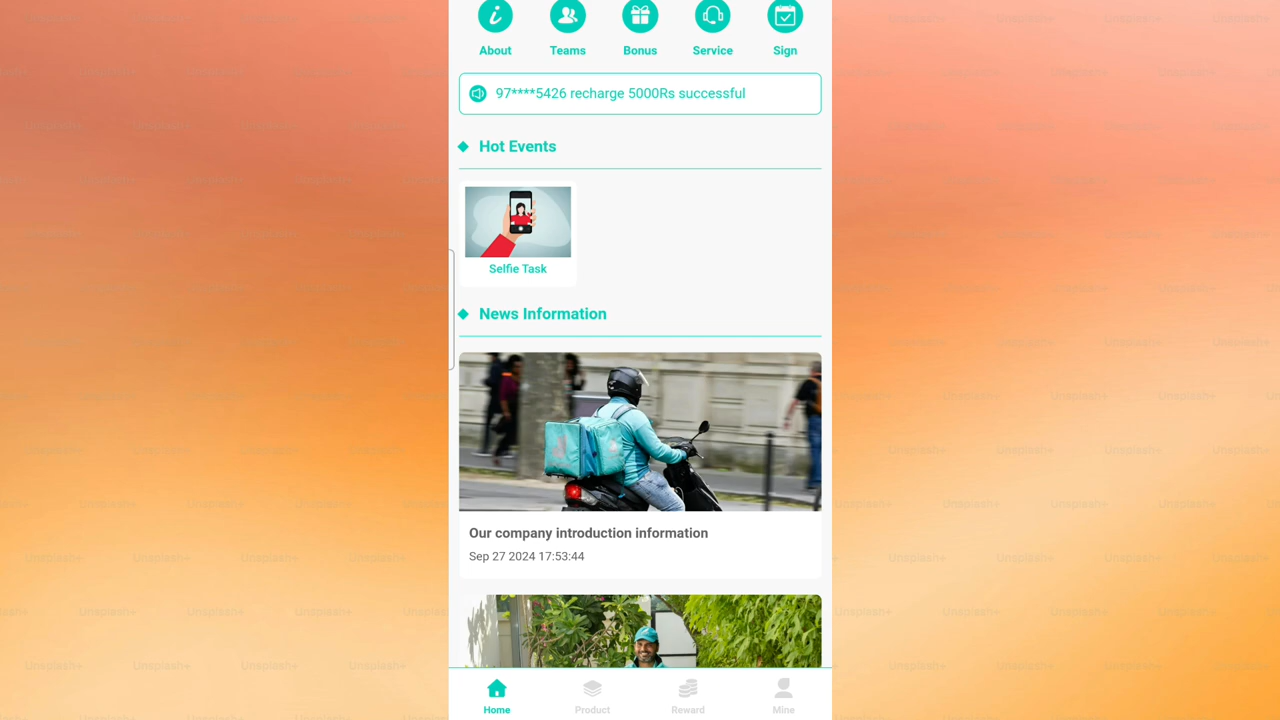 About Teams Bonus Service Sign
97****5426 recharge 5000Rs successful
Hot Events
Selfie Task
News Information
Our company introduction information
Sep 27 2024 17:53:44
Home Product Reward Mine
Unsplash+